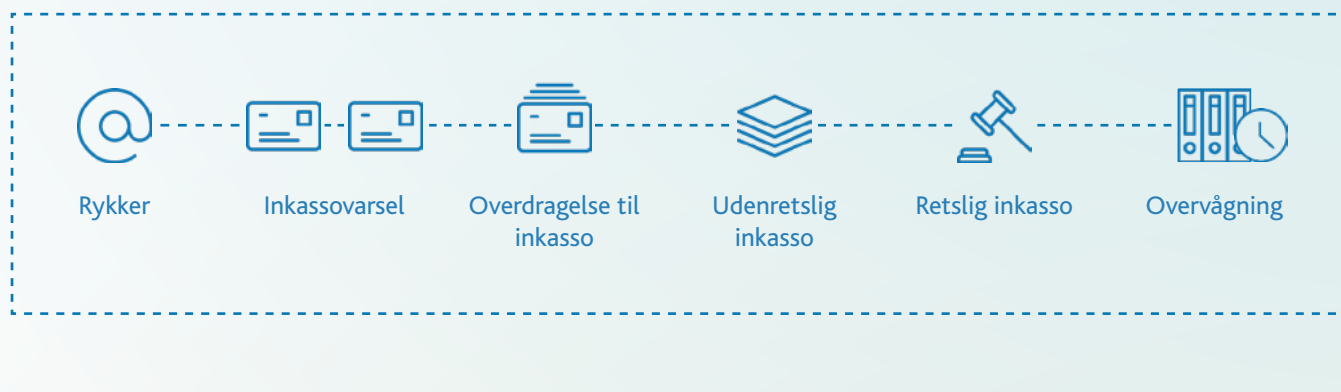 Rykker
Inkassovarsel
Overdragelse til
inkasso
Udenretslig
inkasso
Retslig inkasso
Overvågning